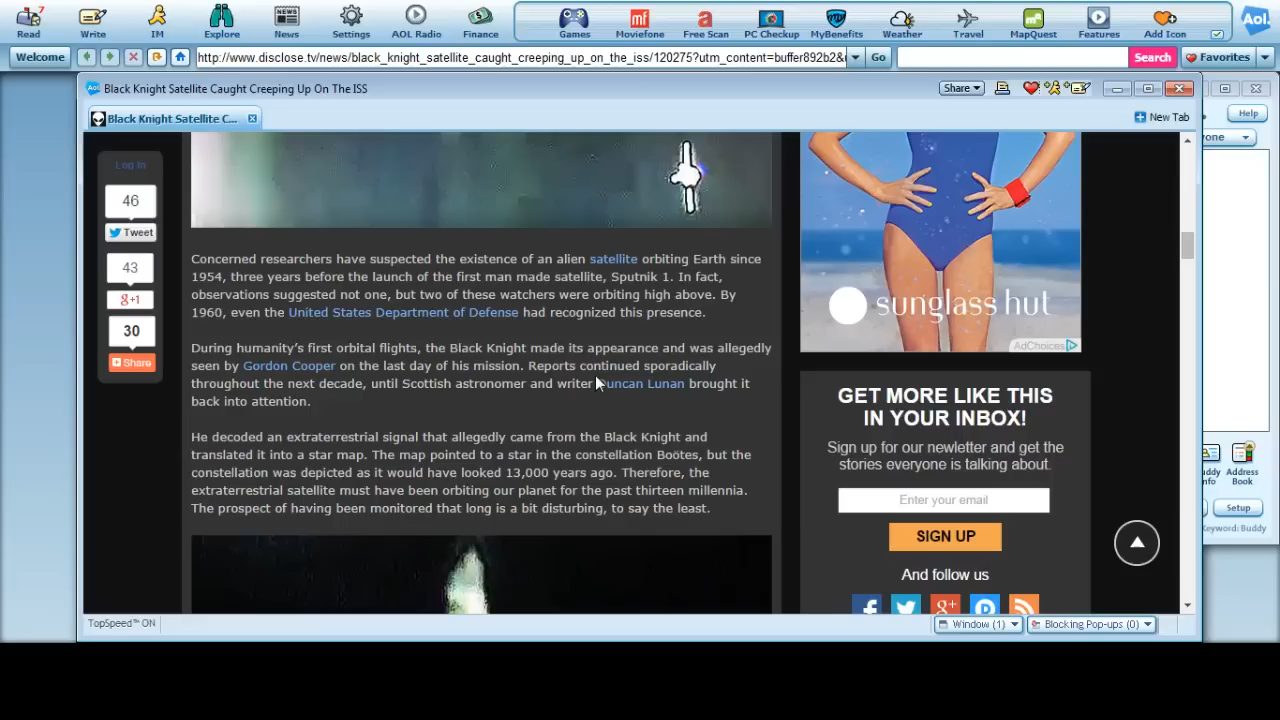 Read
Write
IM
Explore
News
Settings
AOL Radio
Finance
Games
Moviefone
Free Scan
PC Checkup
MyBenefits
Weather
Travel
MapQuest
Features
Add Icon
Aol.
Welcome
http://www.disclose.tv/news/black_knight_satellite_caught_creeping_up_on_the_iss/120275?utm_content=buffer892b2&
Go
Search
Favorites
Black Knight Satellite Caught Creeping Up On The ISS
Share
Black Knight Satellite C...
New Tab
Help
Log In
46
Tweet
43
g+1
30
Share
Concerned researchers have suspected the existence of an alien satellite orbiting Earth since
1954, three years before the launch of the first man made satellite, Sputnik 1. In fact,
observations suggested not one, but two of these watchers were orbiting high above. By
1960, even the United States Department of Defense had recognized this presence.
During humanity's first orbital flights, the Black Knight made its appearance and was allegedly
seen by Gordon Cooper on the last day of his mission. Reports continued sporadically
throughout the next decade, until Scottish astronomer and writer Duncan Lunan brought it
back into attention.
He decoded an extraterrestrial signal that allegedly came from the Black Knight and
translated it into a star map. The map pointed to a star in the constellation Boötes, but the
constellation was depicted as it would have looked 13,000 years ago. Therefore, the
extraterrestrial satellite must have been orbiting our planet for the past thirteen millennia.
The prospect of having been monitored that long is a bit disturbing, to say the least.
sunglass hut
AdChoices
GET MORE LIKE THIS
IN YOUR INBOX!
Sign up for our newletter and get the
stories everyone is talking about.
Enter your email
SIGN UP
And follow us
Address
Book
Setup
Keyword: Buddy
TopSpeed™ ON
Window (1)
Blocking Pop-ups (0)